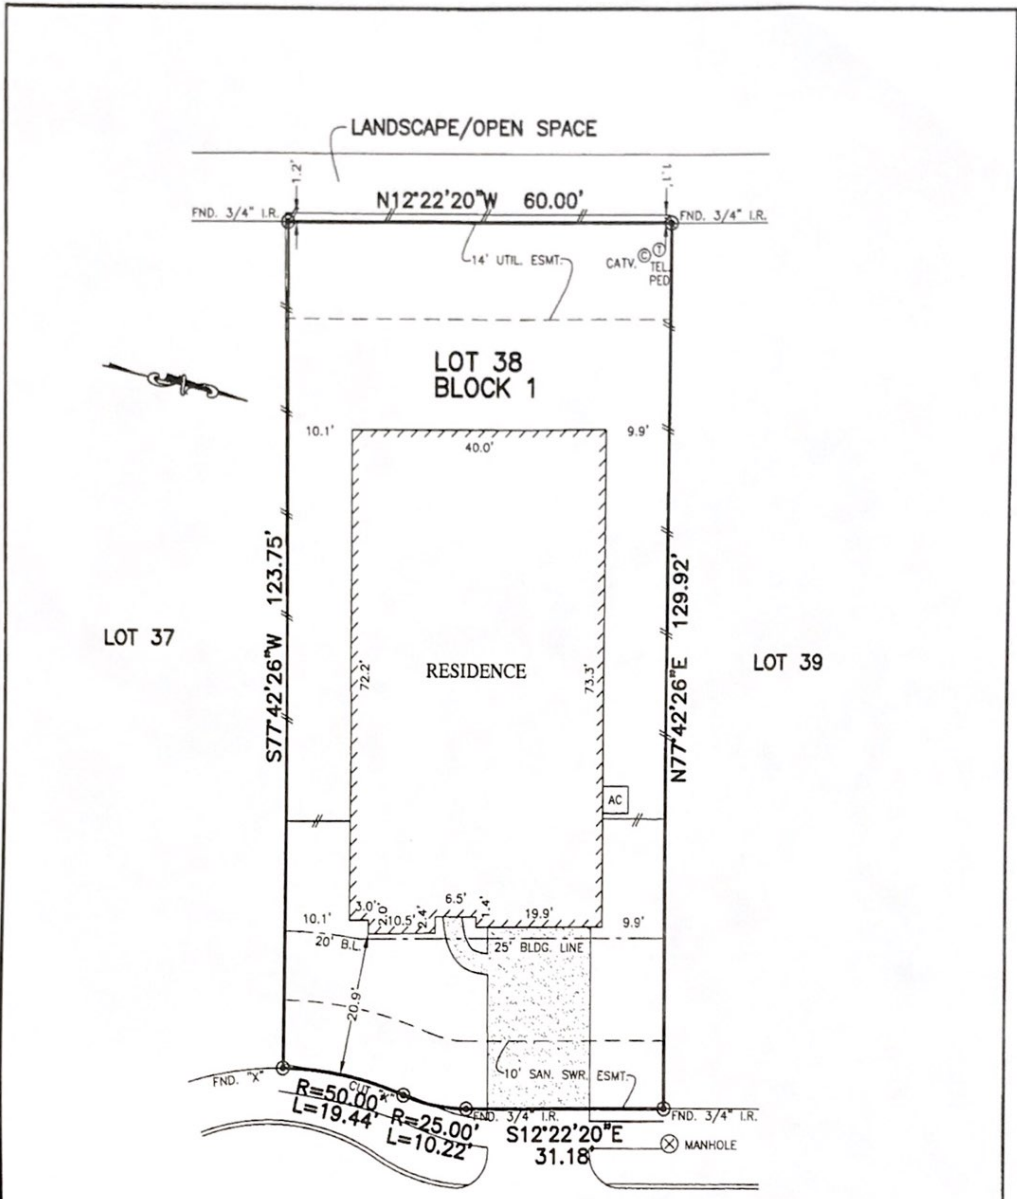 LANDSCAPE/OPEN SPACE
1.2'
N12°22'20"W 60.00'
1.1'
FND. 3/4" I.R.
FND. 3/4" I.R.
14' UTIL. ESMT.
CATV. C T TEL. PED
LOT 38
BLOCK 1
10.1'
40.0'
9.9'
S77°42'26"W 123.75'
N77°42'26"E 129.92'
LOT 37
72.2'
RESIDENCE
73.3'
LOT 39
AC
10.1'
3.0'
2.0'
10.5'
2.4'
6.5'
1.4'
19.9'
9.9'
20' B.L.
25' BLDG. LINE
20.9'
10' SAN. SWR. ESMT.
FND. "X"
CUT "X"
R=50.00'
L=19.44'
R=25.00'
L=10.22'
FND. 3/4" I.R.
FND. 3/4" I.R.
S12°22'20"E
31.18'
MANHOLE